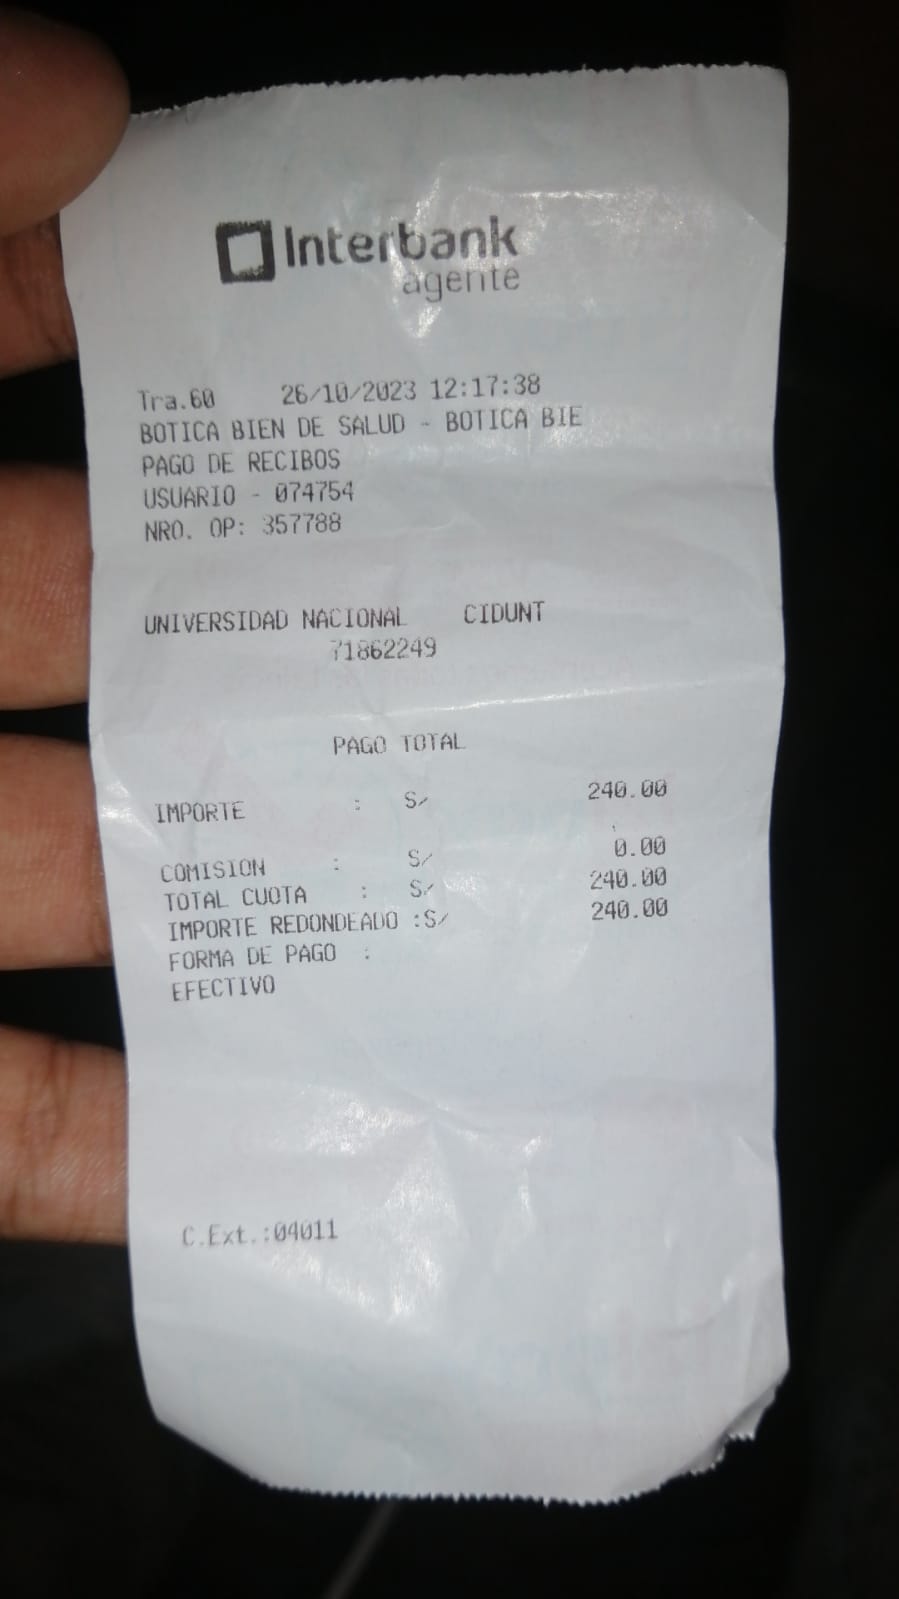 Interbank
agente
Tra.60 26/10/2023 12:17:38
BOTICA BIEN DE SALUD - BOTICA BIE
PAGO DE RECIBOS
USUARIO - 074754
NRO. OP: 357788
UNIVERSIDAD NACIONAL CIDUNT
71862249
PAGO TOTAL
IMPORTE : S/ 240.00
COMISION : S/ 0.00
TOTAL CUOTA : S/ 240.00
IMPORTE REDONDEADO :S/ 240.00
FORMA DE PAGO :
EFECTIVO
C.Ext.:04011